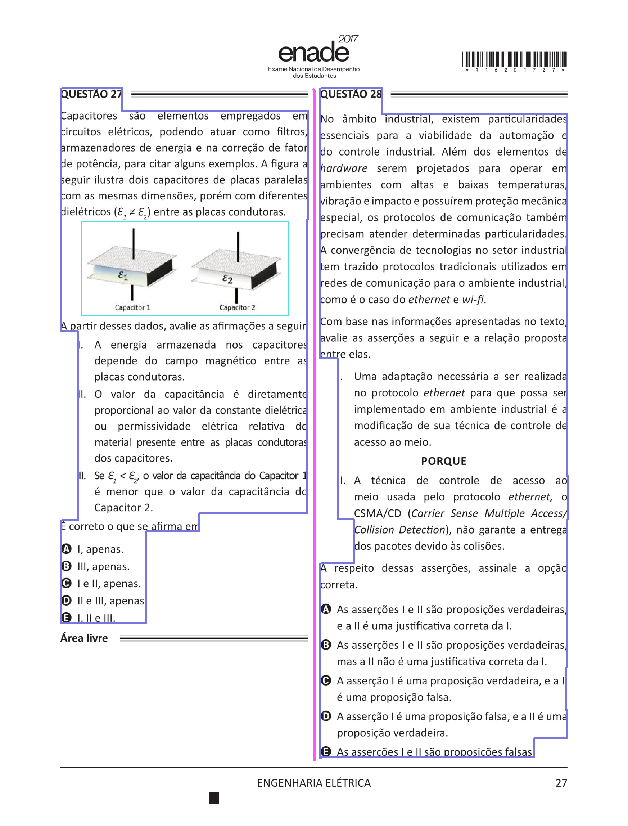 2017
enade
Exame Nacional de Desempenho
dos Estudantes
QUESTÃO 27
Capacitores são elementos empregados em
circuitos elétricos, podendo atuar como filtros,
armazenadores de energia e na correção de fator
de potência, para citar alguns exemplos. A figura a
seguir ilustra dois capacitores de placas paralelas
com as mesmas dimensões, porém com diferentes
dielétricos (ε1 ≠ ε2) entre as placas condutoras.
ε1
ε2
Capacitor 1
Capacitor 2
A partir desses dados, avalie as afirmações a seguir
I. A energia armazenada nos capacitores
depende do campo magnético entre as
placas condutoras.
II. O valor da capacitância é diretamente
proporcional ao valor da constante dielétrica
ou permissividade elétrica relativa do
material presente entre as placas condutoras
dos capacitores.
III. Se ε1 < ε2, o valor da capacitância do Capacitor 1
é menor que o valor da capacitância do
Capacitor 2.
É correto o que se afirma em
A I, apenas.
B III, apenas.
C I e II, apenas.
D II e III, apenas
E I, II e III.
Área livre
QUESTÃO 28
No âmbito industrial, existem particularidades
essenciais para a viabilidade da automação e
do controle industrial. Além dos elementos de
hardware serem projetados para operar em
ambientes com altas e baixas temperaturas,
vibração e impacto e possuírem proteção mecânica
especial, os protocolos de comunicação também
precisam atender determinadas particularidades.
A convergência de tecnologias no setor industrial
tem trazido protocolos tradicionais utilizados em
redes de comunicação para o ambiente industrial,
como é o caso do ethernet e wi-fi.
Com base nas informações apresentadas no texto,
avalie as asserções a seguir e a relação proposta
entre elas.
I. Uma adaptação necessária a ser realizada
no protocolo ethernet para que possa ser
implementado em ambiente industrial é a
modificação de sua técnica de controle de
acesso ao meio.
PORQUE
II. A técnica de controle de acesso ao
meio usada pelo protocolo ethernet, o
CSMA/CD (Carrier Sense Multiple Access/
Collision Detection), não garante a entrega
dos pacotes devido às colisões.
A respeito dessas asserções, assinale a opção
correta.
A As asserções I e II são proposições verdadeiras,
e a II é uma justificativa correta da I.
B As asserções I e II são proposições verdadeiras,
mas a II não é uma justificativa correta da I.
C A asserção I é uma proposição verdadeira, e a II
é uma proposição falsa.
D A asserção I é uma proposição falsa, e a II é uma
proposição verdadeira.
E As asserções I e II são proposições falsas
ENGENHARIA ELÉTRICA
27